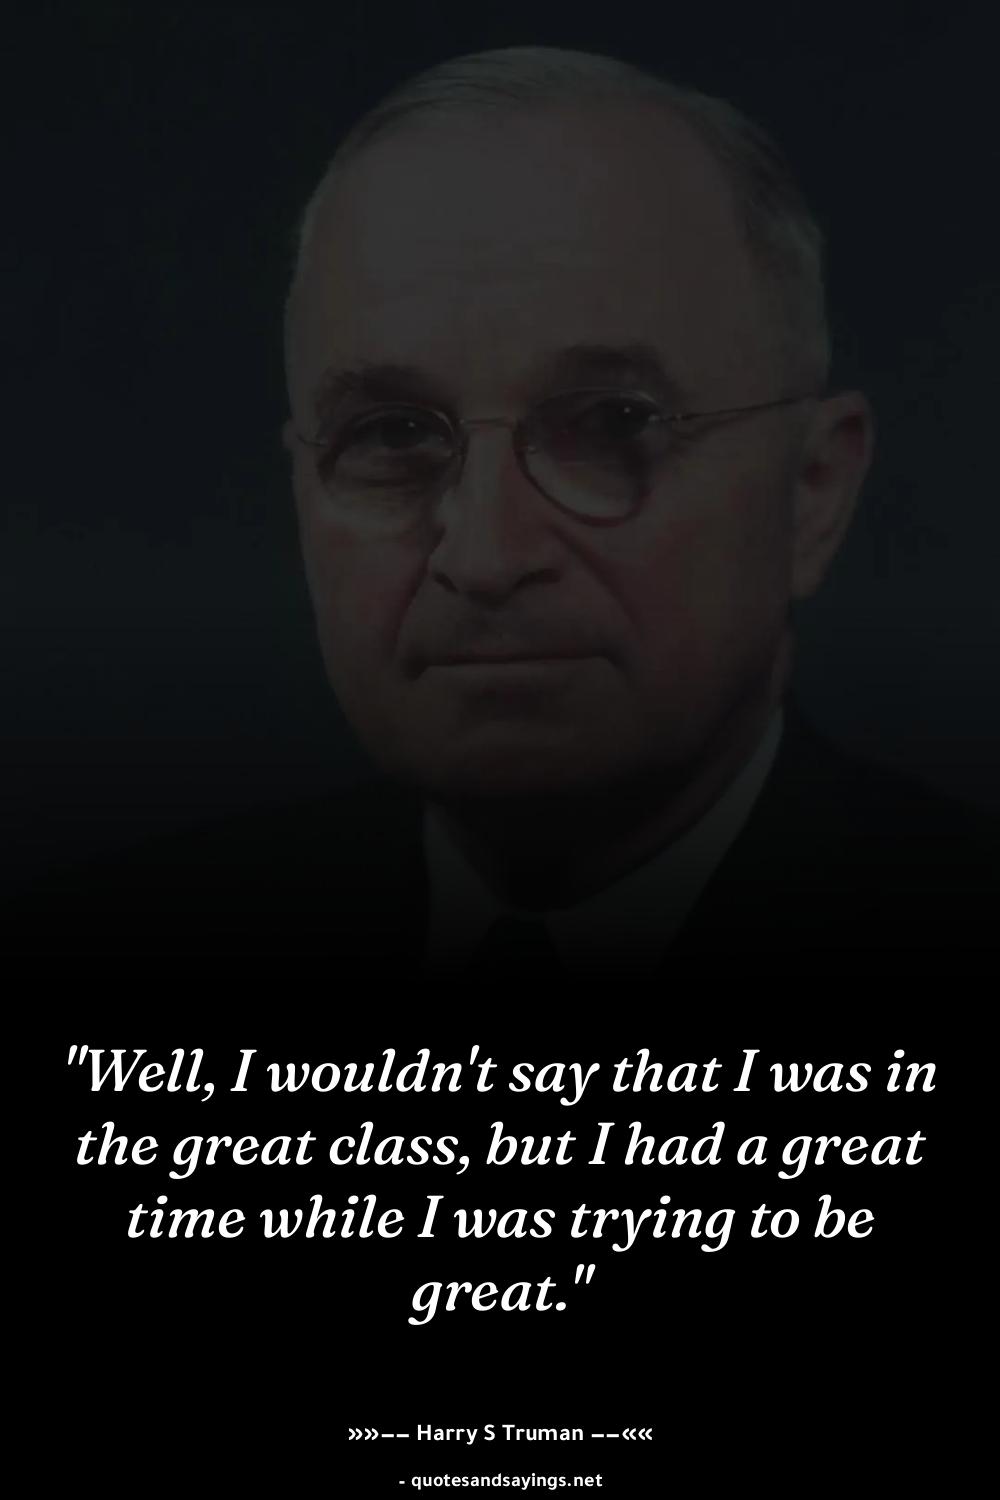 "Well, I wouldn't say that I was in
the great class, but I had a great
time while I was trying to be
great."
»»−− Harry S Truman −−««
- quotesandsayings.net